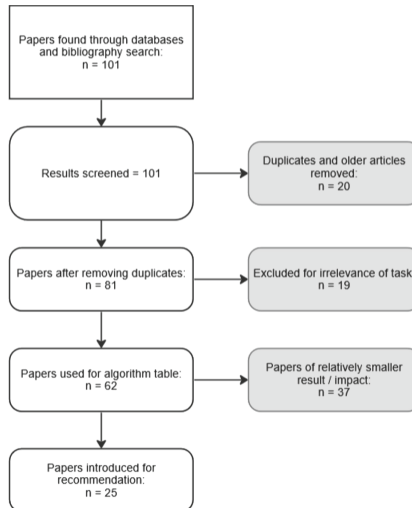 Papers found through databases
and bibliography search:
n = 101
Results screened = 101
Duplicates and older articles
removed:
n = 20
Papers after removing duplicates:
n = 81
Excluded for irrelevance of task
n = 19
Papers used for algorithm table:
n = 62
Papers of relatively smaller
result / impact:
n = 37
Papers introduced for
recommendation:
n = 25